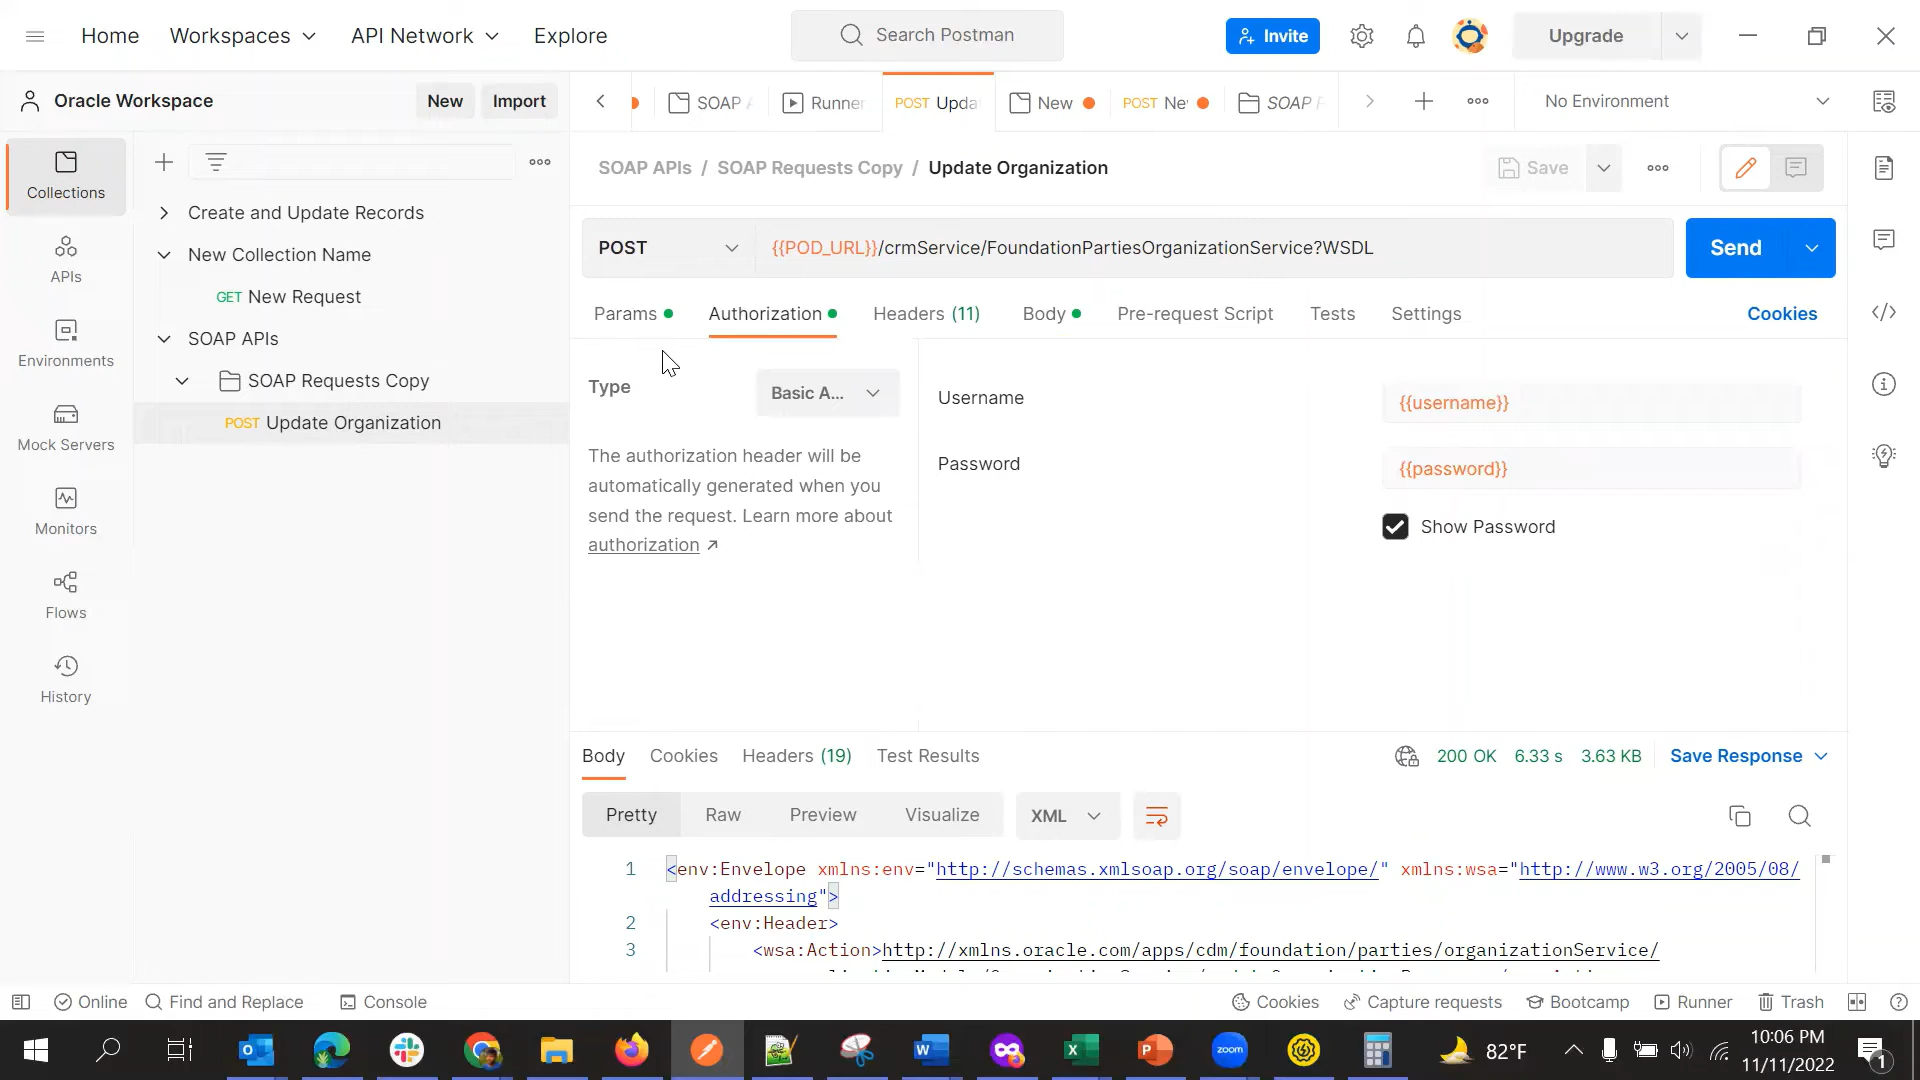 Home
Workspaces
API Network
Explore
Search Postman
Invite
Upgrade
Oracle Workspace
New
Import
SOAP A
Runner
POST Upda
New
POST Ne
SOAP
No Environment
Collections
APIs
Environments
Mock Servers
Monitors
Flows
History
Create and Update Records
New Collection Name
GET New Request
SOAP APIs
SOAP Requests Copy
POST Update Organization
SOAP APIs / SOAP Requests Copy / Update Organization
Save
POST
{{POD_URL}}/crmService/FoundationPartiesOrganizationService?WSDL
Send
Params
Authorization
Headers (11)
Body
Pre-request Script
Tests
Settings
Cookies
Type
Basic A...
The authorization header will be
automatically generated when you
send the request. Learn more about
authorization ↗
Username
{{username}}
Password
{{password}}
Show Password
Body
Cookies
Headers (19)
Test Results
200 OK
6.33 s
3.63 KB
Save Response
Pretty
Raw
Preview
Visualize
XML
1 <env:Envelope xmlns:env="http://schemas.xmlsoap.org/soap/envelope/" xmlns:wsa="http://www.w3.org/2005/08/
addressing">
2 <env:Header>
3 <wsa:Action>http://xmlns.oracle.com/apps/cdm/foundation/parties/organizationService/
Online
Find and Replace
Console
Cookies
Capture requests
Bootcamp
Runner
Trash
zoom
82°F
10:06 PM
11/11/2022
1